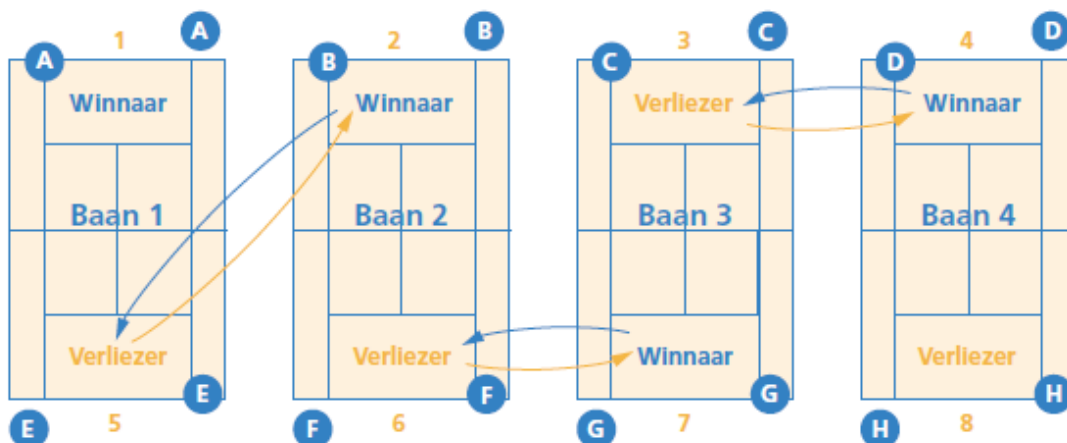 1 A 2 B 3 C 4 D
A B C D
Winnaar Winnaar Verliezer Winnaar
Baan 1 Baan 2 Baan 3 Baan 4
Verliezer Verliezer Winnaar Verliezer
E F G H
E 5 F 6 G 7 H 8